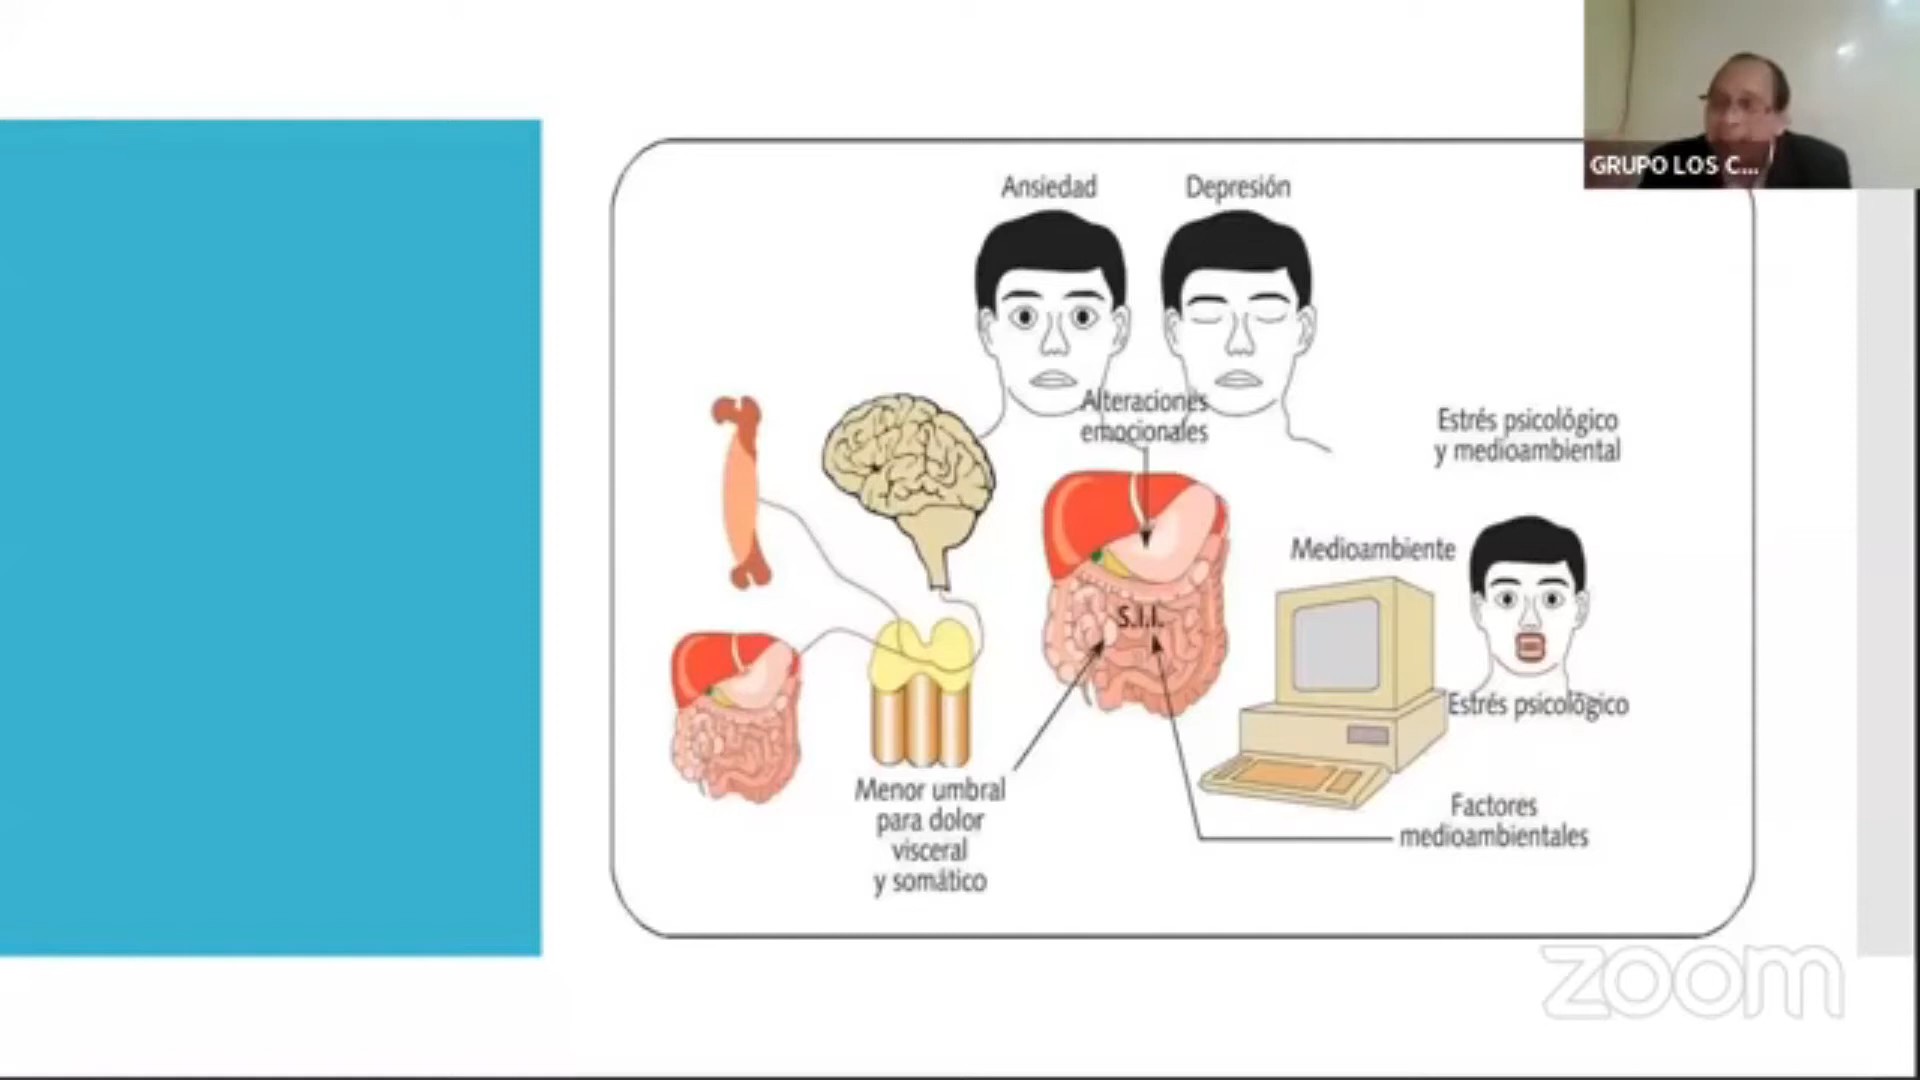 GRUPO LOS C...
Ansiedad
Depresión
Alteraciones
emocionales
Estrés psicológico
y medioambiental
Medioambiente
S.I.I.
Estrés psicológico
Menor umbral
para dolor
visceral
y somático
Factores
medioambientales
zoom